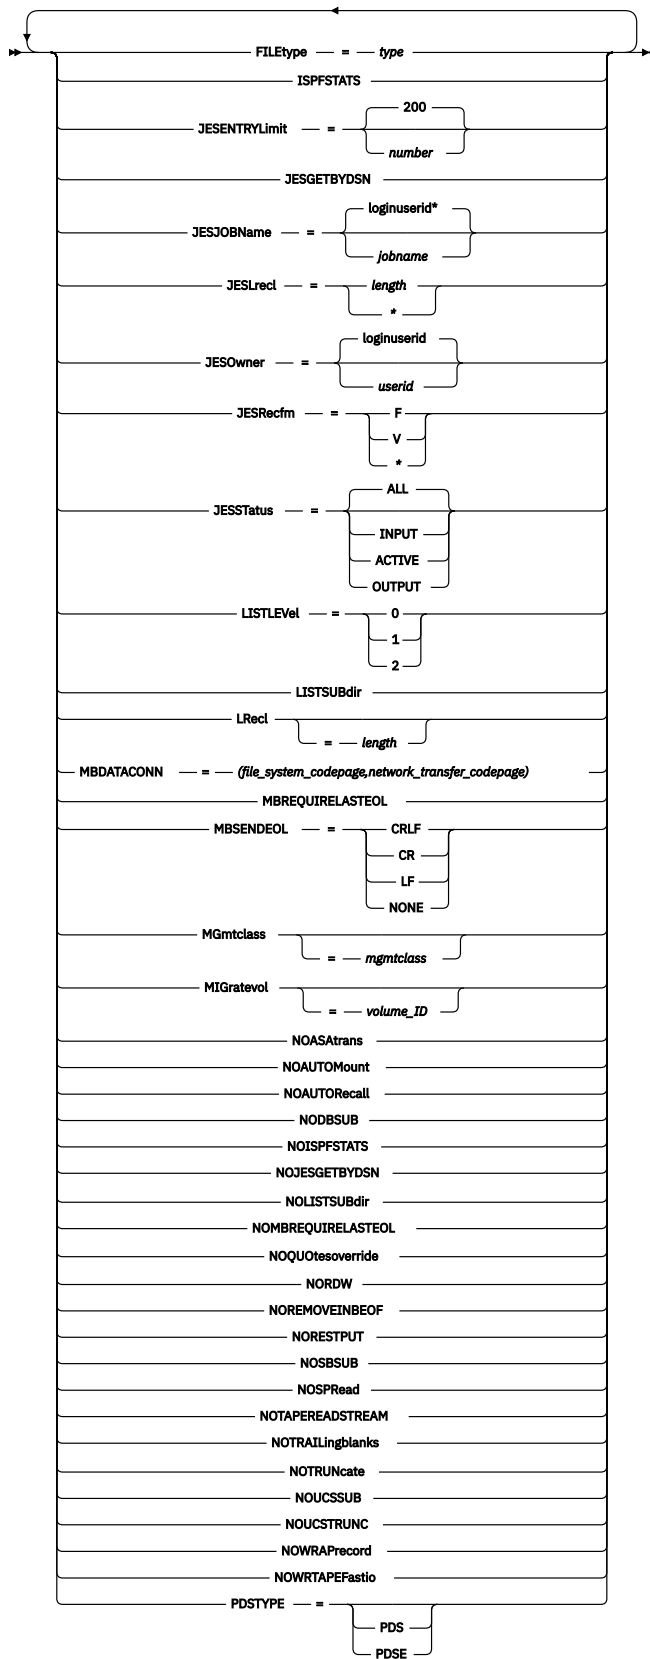 FILEtype = type
ISPFSTATS
200
JESENTRYLimit =
number
JESGETBYDSN
loginuserid*
JESJOBName =
jobname
JESLrecl = length
*
loginuserid
JESOwner =
userid
JESRecfm = F
V
*
ALL
JESSTatus =
INPUT
ACTIVE
OUTPUT
LISTLEVel = 0
1
2
LISTSUBdir
LRecl
= length
MBDATACONN = (file_system_codepage,network_transfer_codepage)
MBREQUIRELASTEOL
MBSENDEOL = CRLF
CR
LF
NONE
MGmtclass
= mgmtclass
MIGratevol
= volume_ID
NOASAtrans
NOAUTOMount
NOAUTORecall
NODBSUB
NOISPFSTATS
NOJESGETBYDSN
NOLISTSUBdir
NOMBREQUIRELASTEOL
NOQUOtesoverride
NORDW
NOREMOVEINBEOF
NORESTPUT
NOSBSUB
NOSPRead
NOTAPEREADSTREAM
NOTRAILingblanks
NOTRUNcate
NOUCSSUB
NOUCSTRUNC
NOWRAPrecord
NOWRTAPEFastio
PDSTYPE =
PDS
PDSE